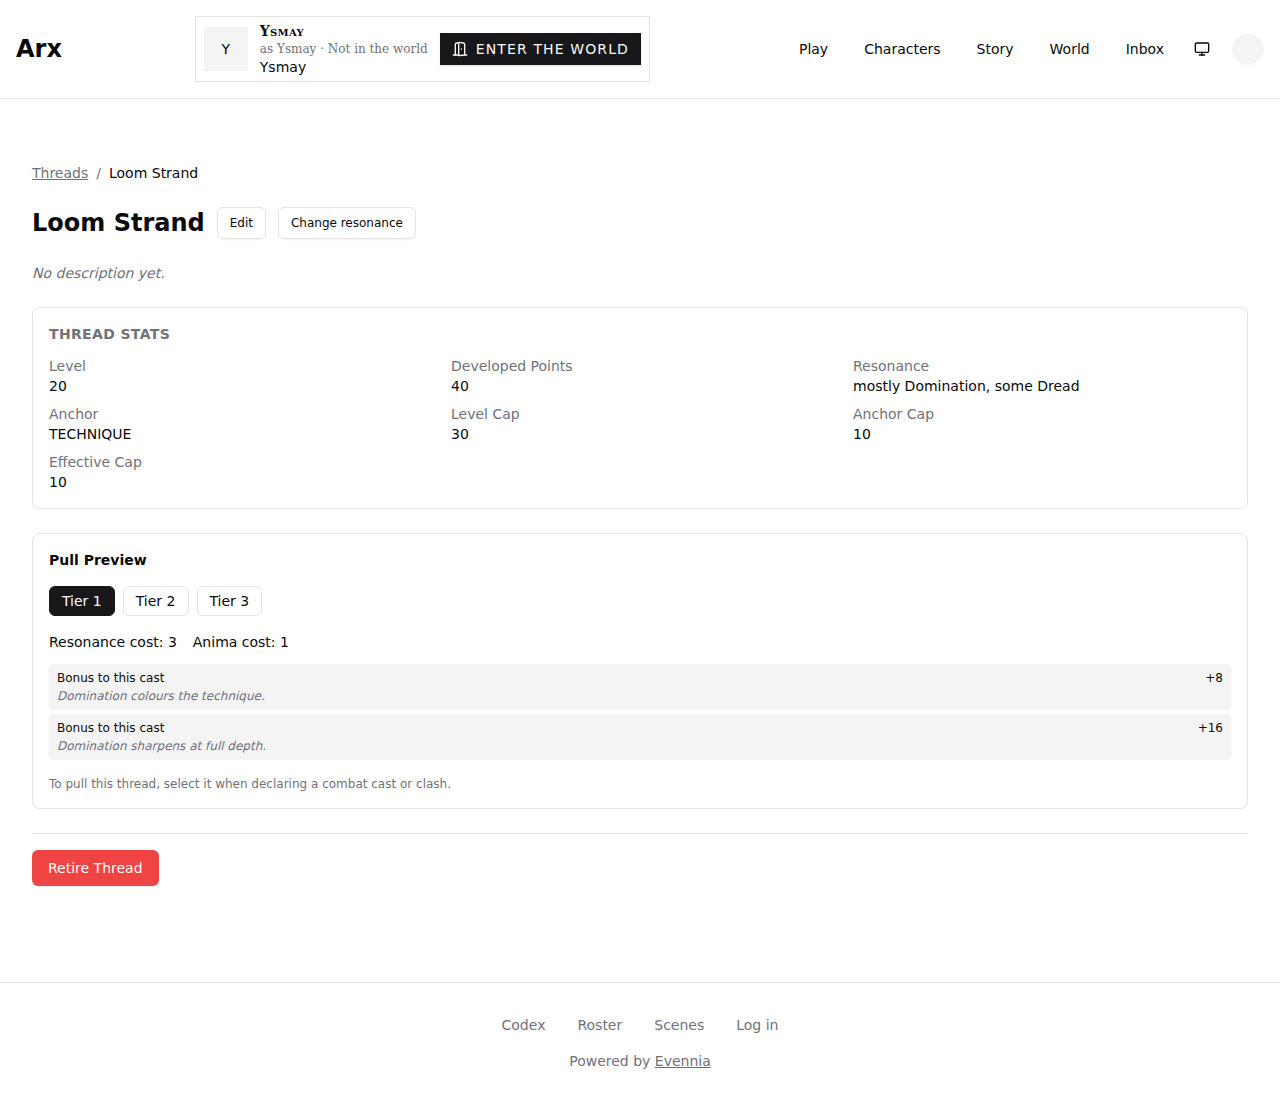 Arx
Y
Ysmay
as Ysmay · Not in the world
Ysmay
ENTER THE WORLD
Play
Characters
Story
World
Inbox
Threads / Loom Strand
Loom Strand
Edit
Change resonance
No description yet.
THREAD STATS
Level
20
Developed Points
40
Resonance
mostly Domination, some Dread
Anchor
TECHNIQUE
Level Cap
30
Anchor Cap
10
Effective Cap
10
Pull Preview
Tier 1
Tier 2
Tier 3
Resonance cost: 3 Anima cost: 1
Bonus to this cast +8
Domination colours the technique.
Bonus to this cast +16
Domination sharpens at full depth.
To pull this thread, select it when declaring a combat cast or clash.
Retire Thread
Codex
Roster
Scenes
Log in
Powered by Evennia